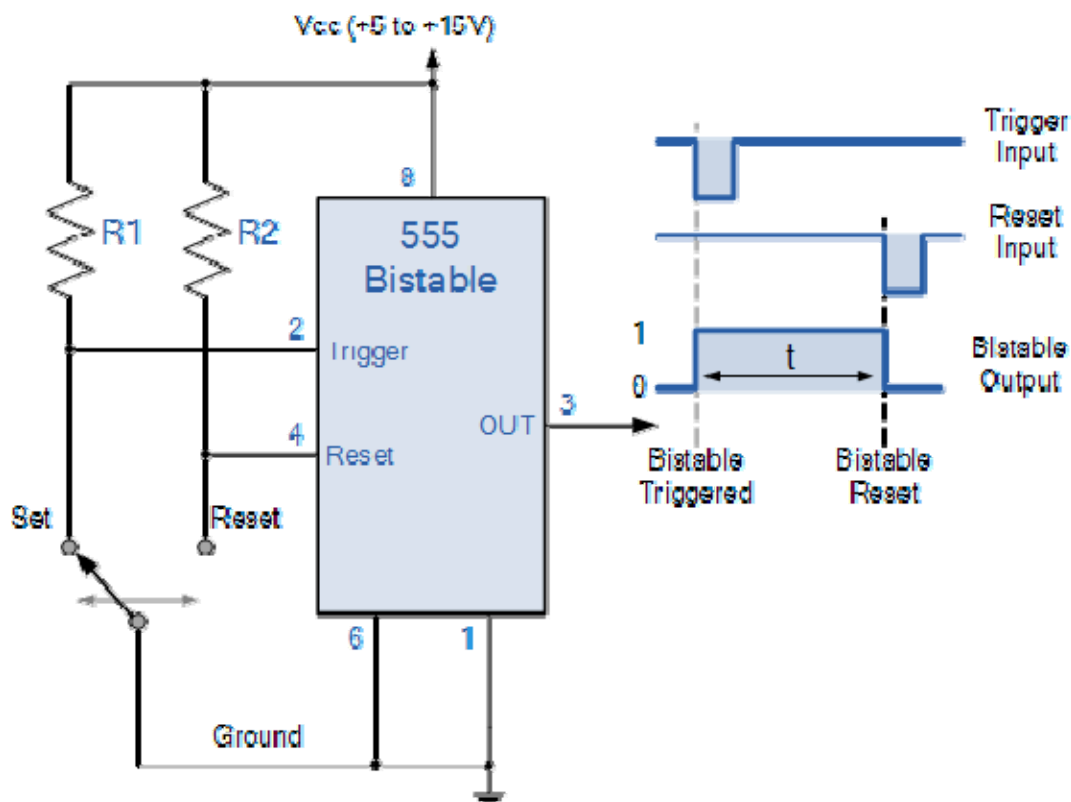 Vcc (+5 to +15V)
8
R1
R2
555
Bistable
2
Trigger
4
Reset
OUT
3
Set
Reset
6
1
Ground
Trigger
Input
Reset
Input
1
0
t
Bistable
Output
Bistable
Triggered
Bistable
Reset